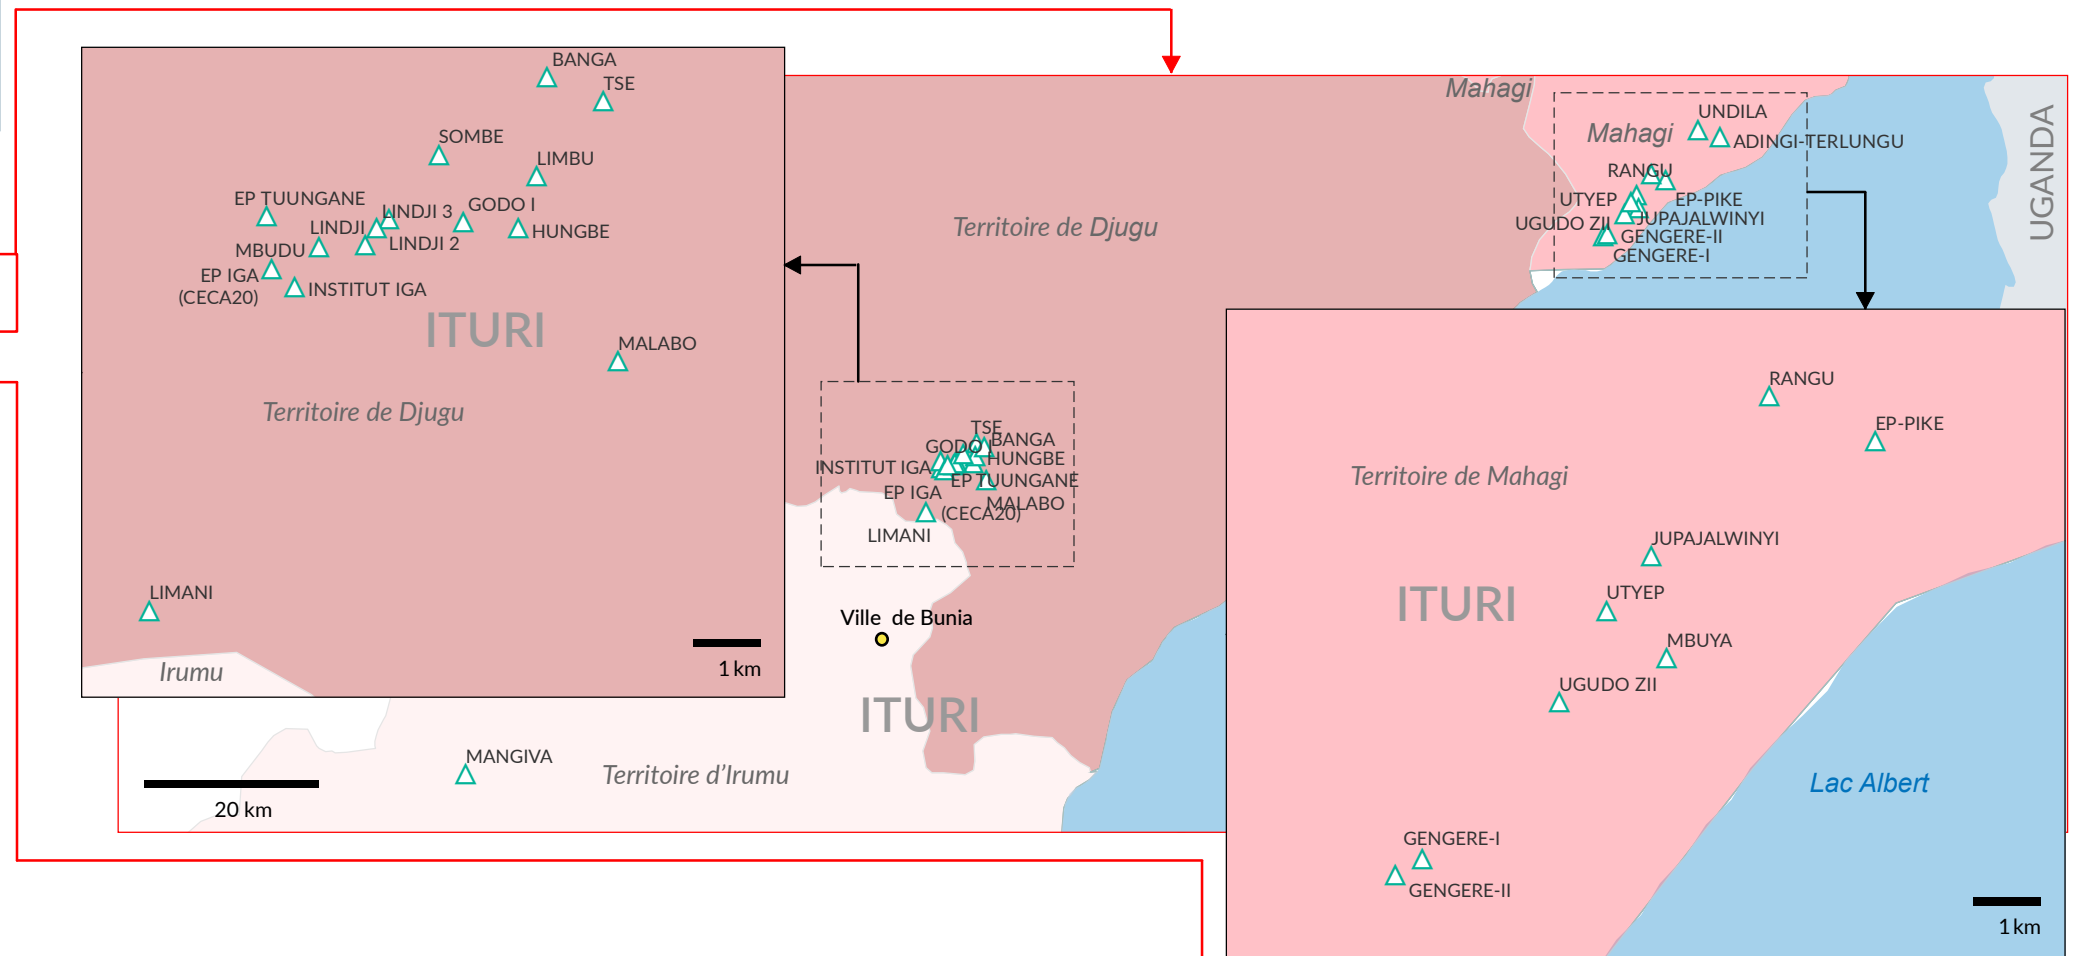 BANGA
TSE
SOMBE
LIMBU
EP TUUNGANE
LINDJI 3
GODO I
LINDJI
HUNGBE
MBUDU
LINDJI 2
EP IGA
(CECA20)
INSTITUT IGA
ITURI
MALABO
Territoire de Djugu
LIMANI
Irumu
1 km
Mahagi
UNDILA
Mahagi
ADINGI-TERLUNGU
RANGU
UTYEP
EP-PIKE
UGUDO ZII
JUPAJALWINYI
GENGERE-II
GENGERE-I
UGANDA
Territoire de Djugu
TSE
GODO I
BANGA
INSTITUT IGA
HUNGBE
EP TUUNGANE
EP IGA
(CECA20)
MALABO
LIMANI
Ville de Bunia
ITURI
MANGIVA
Territoire d'Irumu
20 km
RANGU
EP-PIKE
Territoire de Mahagi
JUPAJALWINYI
ITURI
UTYEP
MBUYA
UGUDO ZII
Lac Albert
GENGERE-I
GENGERE-II
1 km